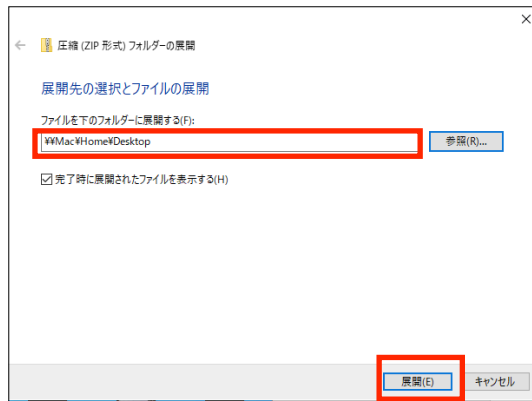 圧縮 (ZIP 形式) フォルダーの展開
展開先の選択とファイルの展開
ファイルを下のフォルダーに展開する(F):
¥¥Mac¥Home¥Desktop
参照(R)...
完了時に展開されたファイルを表示する(H)
展開(E)
キャンセル